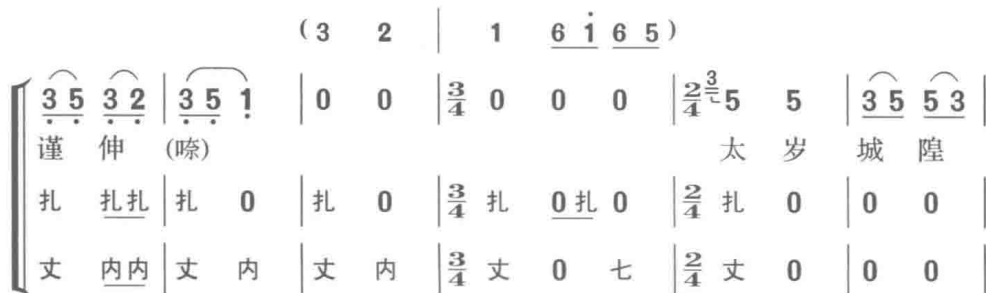 (3 2 | 1 6 i 6 5)
3 5 3 2 | 3 5 1 | 0 0 | 3/4 0 0 0 | 2/4 3 5 5 | 3 5 5 3 |
谨 伸 (嗦) 太 岁 城 隍
扎 扎扎 | 扎 0 | 扎 0 | 3/4 扎 0扎 0 | 2/4 扎 0 | 0 0 |
丈 内内 | 丈 内 | 丈 内 | 3/4 丈 0 七 | 2/4 丈 0 | 0 0 |